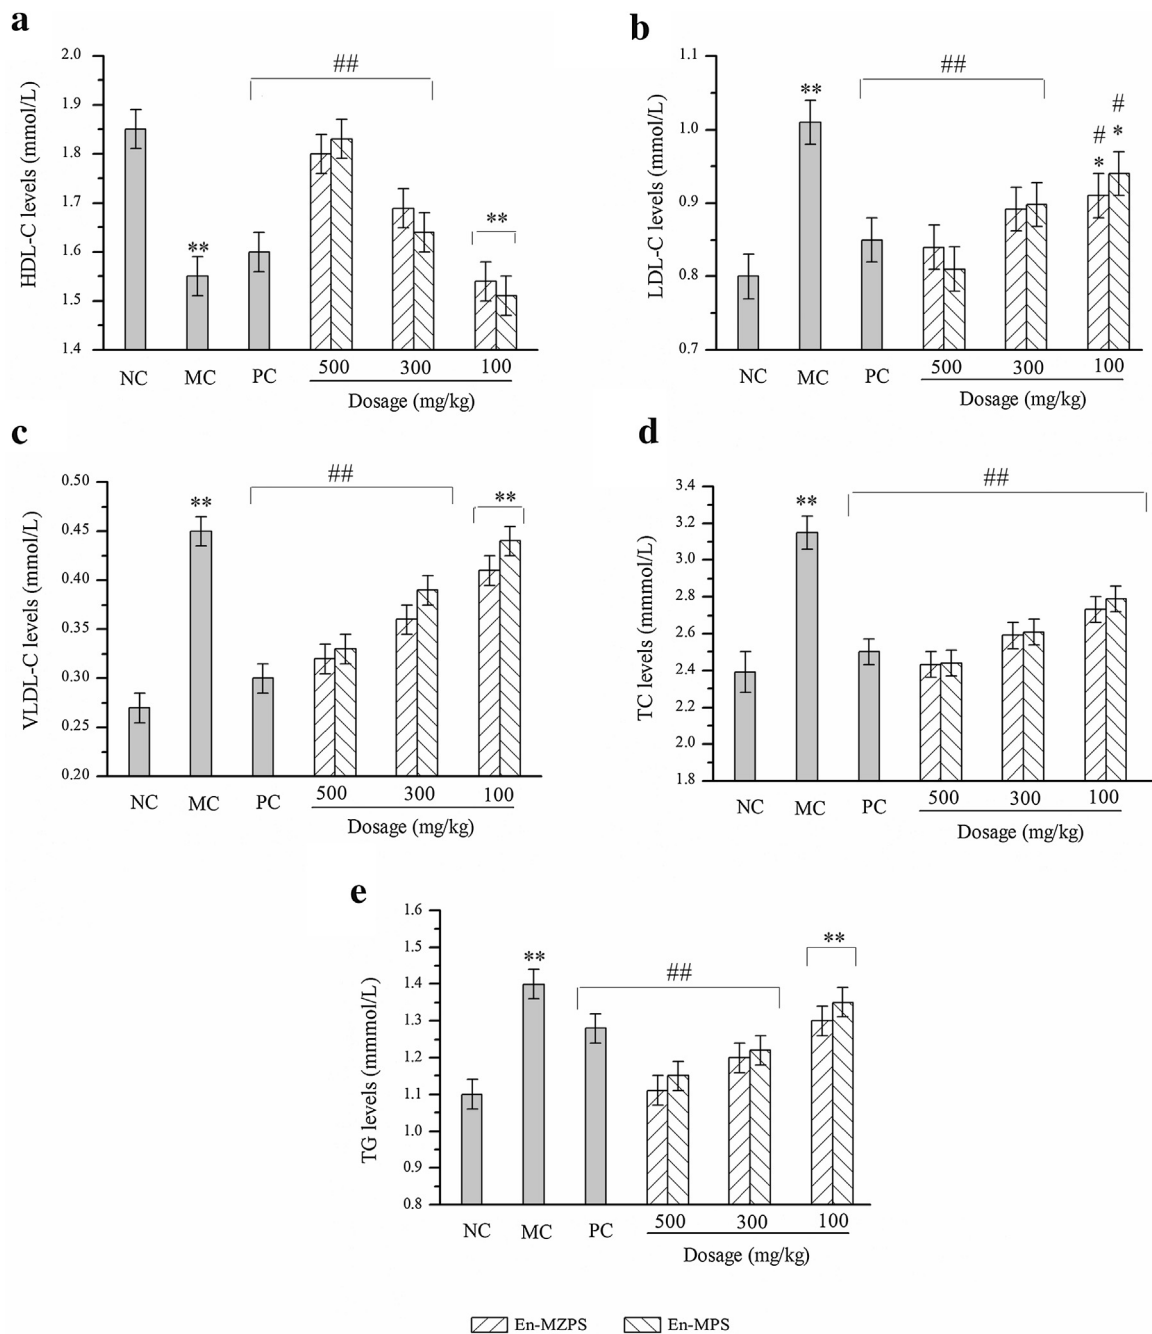 a
HDL-C levels (mmol/L)
2.0
1.9
1.8
1.7
1.6
1.5
1.4
##
**
**
NC MC PC 500 300 100
Dosage (mg/kg)
b
LDL-C levels (mmol/L)
1.1
1.0
0.9
0.8
0.7
**
##
#
*
#
*
NC MC PC 500 300 100
Dosage (mg/kg)
c
VLDL-C levels (mmol/L)
0.50
0.45
0.40
0.35
0.30
0.25
0.20
**
##
**
NC MC PC 500 300 100
Dosage (mg/kg)
d
TC levels (mmmol/L)
3.4
3.2
3.0
2.8
2.6
2.4
2.2
2.0
1.8
**
##
NC MC PC 500 300 100
Dosage (mg/kg)
e
TG levels (mmmol/L)
1.6
1.5
1.4
1.3
1.2
1.1
1.0
0.9
0.8
**
##
**
NC MC PC 500 300 100
Dosage (mg/kg)
En-MZPS En-MPS